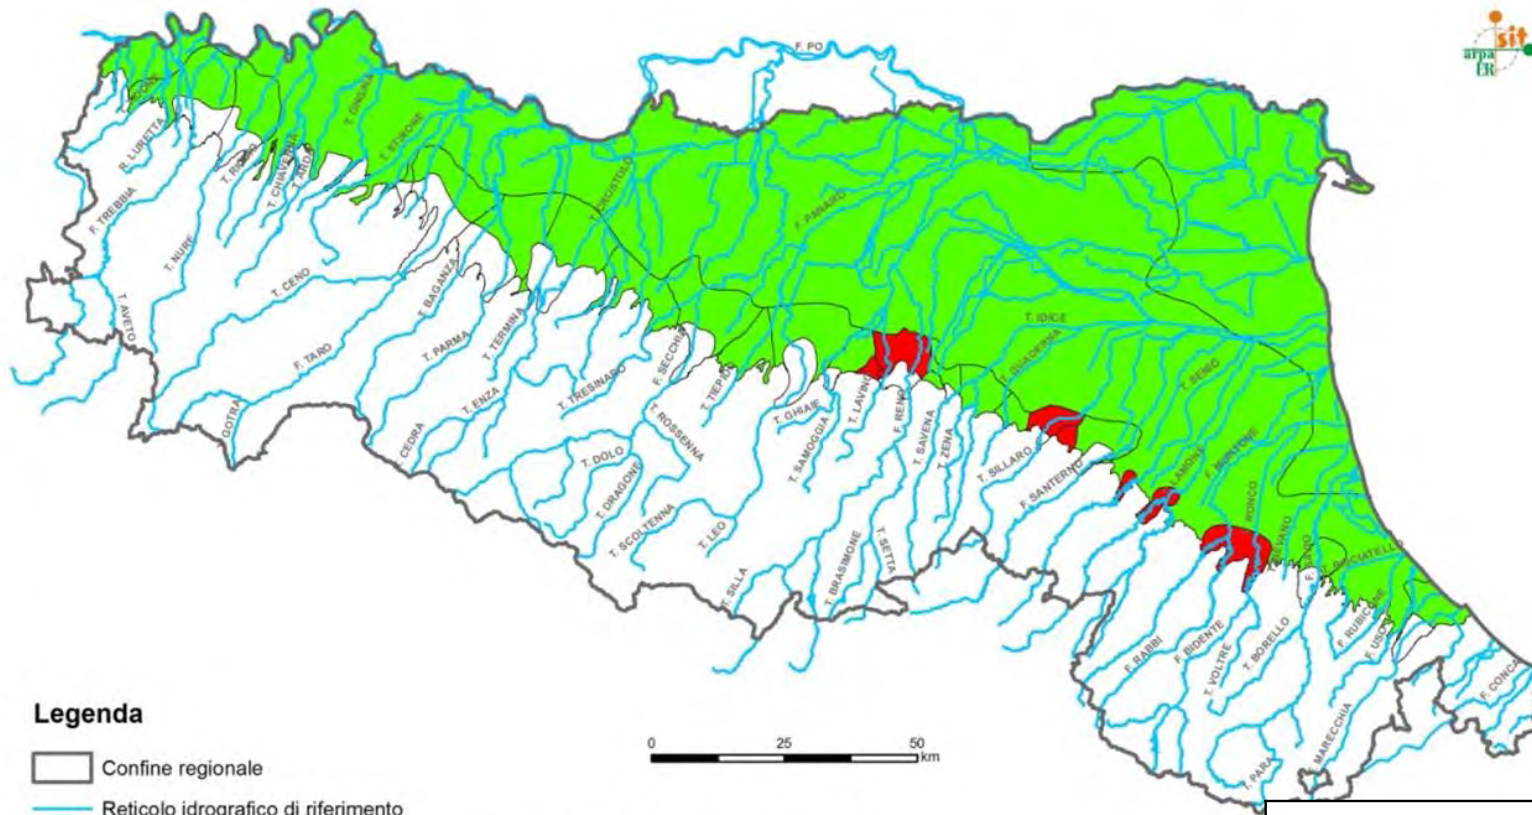 F. PO
sit
arpa
ER
T. ONGINA
T. STIRONE
R. LURETTA
T. CHIAVENNA
T. ARDA
F. TREBBIA
T. NURE
T. CROSTOLO
F. PANARO
T. CENO
T. BAGANZA
T. AVETO
T. PARMA
T. TERMINA
F. TARO
T. IDICE
T. QUADERNA
T. SENIO
F. SECCHIA
T. TRESINARO
T. TIEPIDO
T. ENZA
GOTRA
T. GHIAIE
T. LAVINO
F. RENO
T. ROSSENNA
T. SAMOGGIA
T. SAVENA
T. ZENA
CEDRA
T. DOLO
T. DRAGONE
T. SILLARO
F. SANTERNO
LAMONE
F. MONTONE
RONCO
T. SCOLTENNA
T. LEO
T. SILLA
T. BRASIMONE
T. SETTA
BEVANO
T. PISCIATELLO
F. RABBI
F. BIDENTE
T. VOLTRE
T. BORELLO
F. RUBICONE
F. USO
F. CONCA
F. MARECCHIA
T. PARA
Legenda
0 25 50 km
Confine regionale
Reticolo idrografico di riferimento